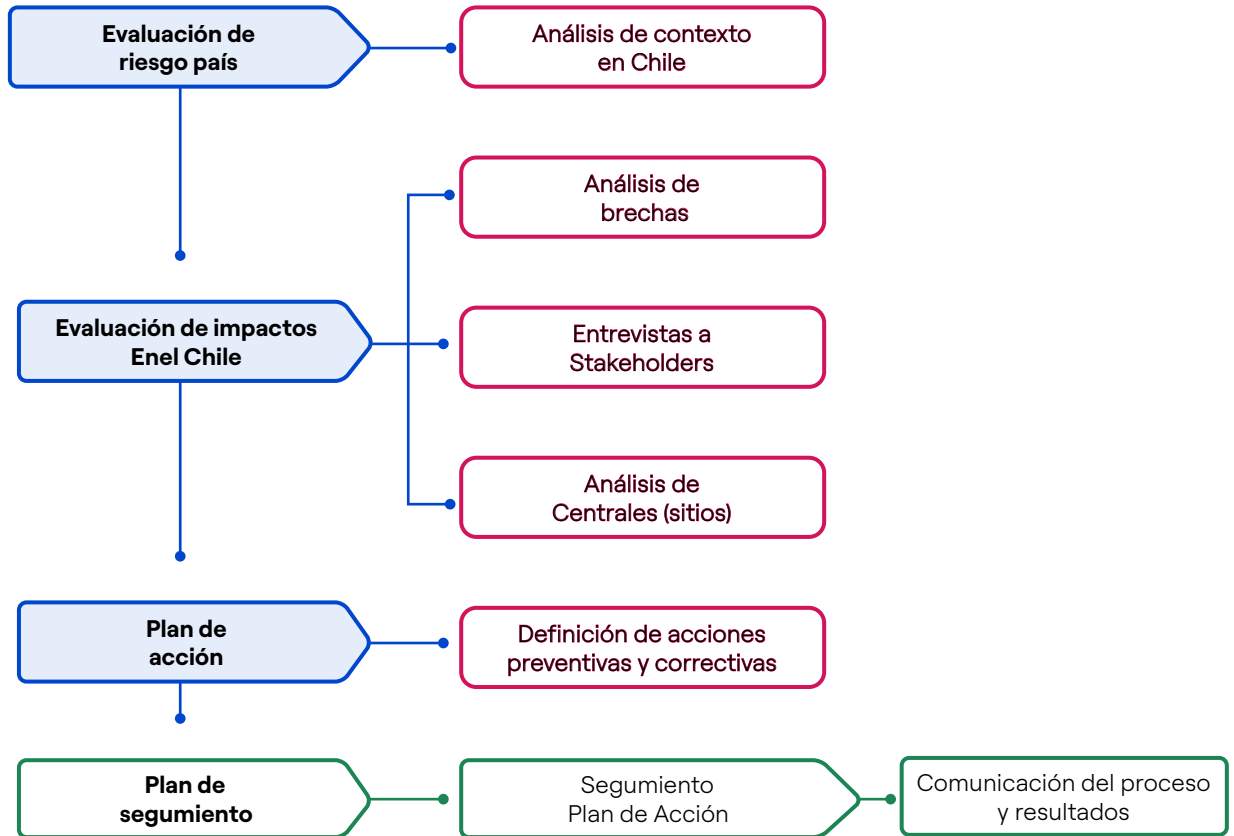 Evaluación de
riesgo país
Análisis de contexto
en Chile
Análisis de
brechas
Evaluación de impactos
Enel Chile
Entrevistas a
Stakeholders
Análisis de
Centrales (sitios)
Plan de
acción
Definición de acciones
preventivas y correctivas
Plan de
segumiento
Segumiento
Plan de Acción
Comunicación del proceso
y resultados